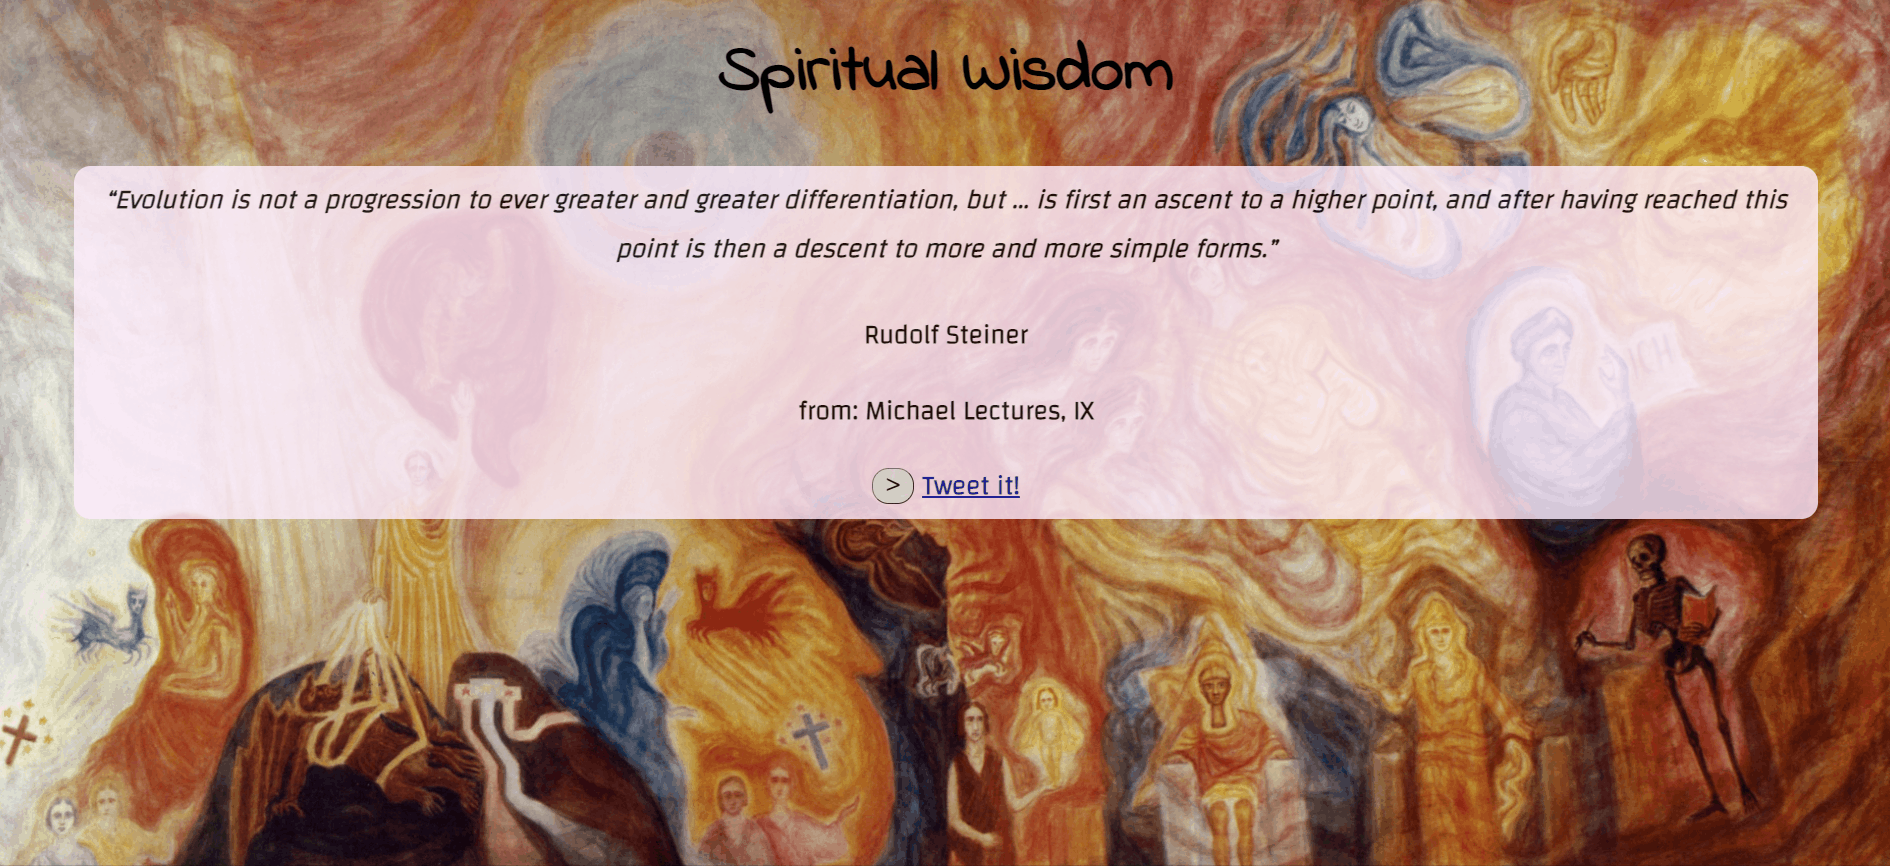 Spiritual Wisdom
“Evolution is not a progression to ever greater and greater differentiation, but ... is first an ascent to a higher point, and after having reached this
point is then a descent to more and more simple forms.”
Rudolf Steiner
from: Michael Lectures, IX
> Tweet it!
ICH